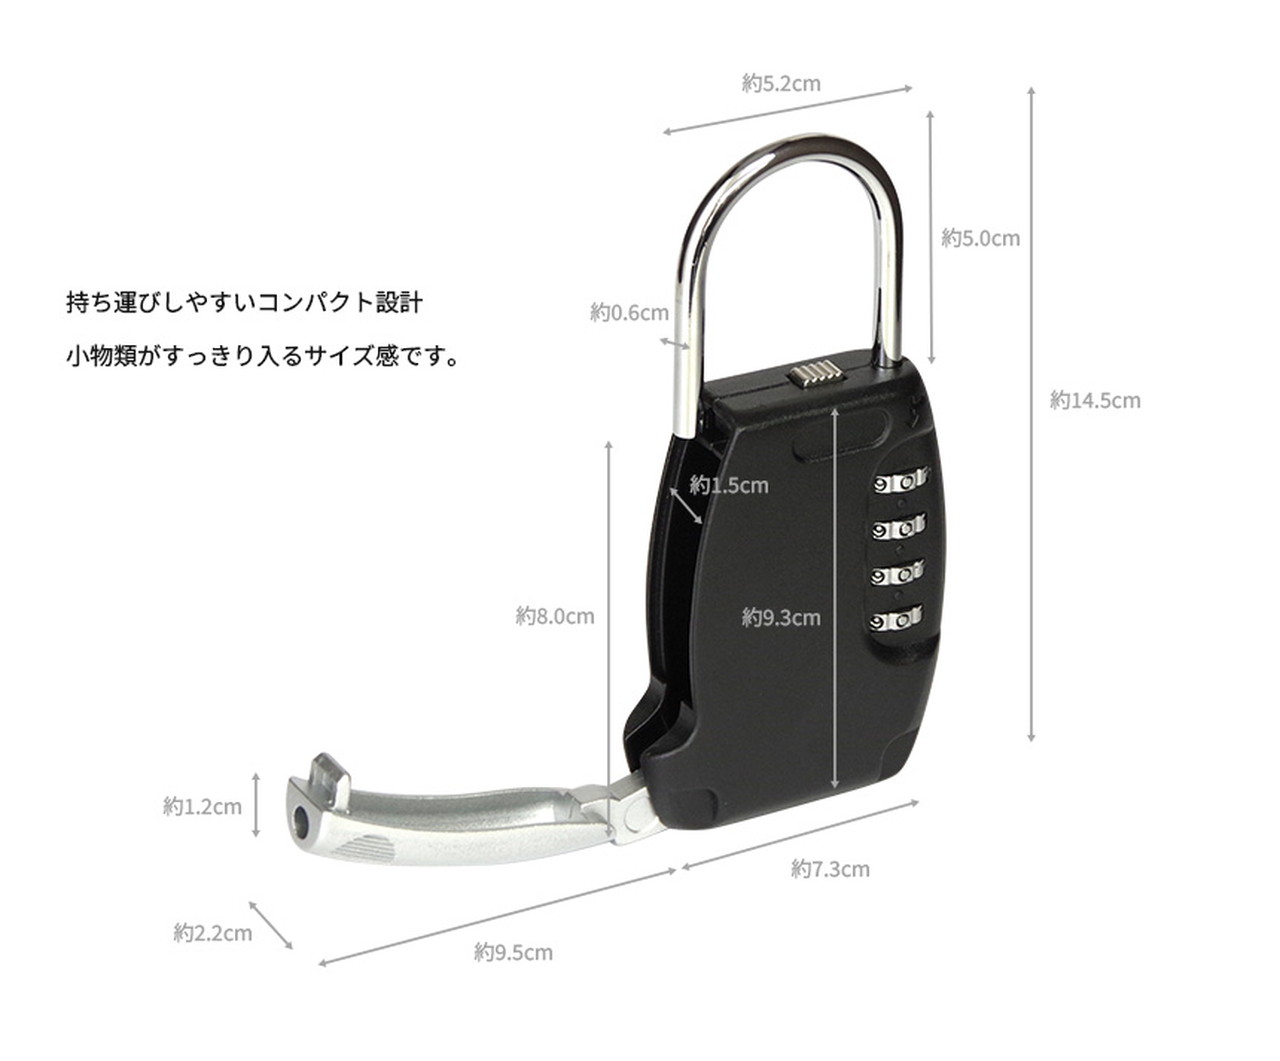 約5.2cm
約5.0cm
持ち運びしやすいコンパクト設計
約0.6cm
小物類がすっきり入るサイズ感です。
約14.5cm
約1.5cm
約8.0cm
約9.3cm
約1.2cm
約7.3cm
約2.2cm
約9.5cm